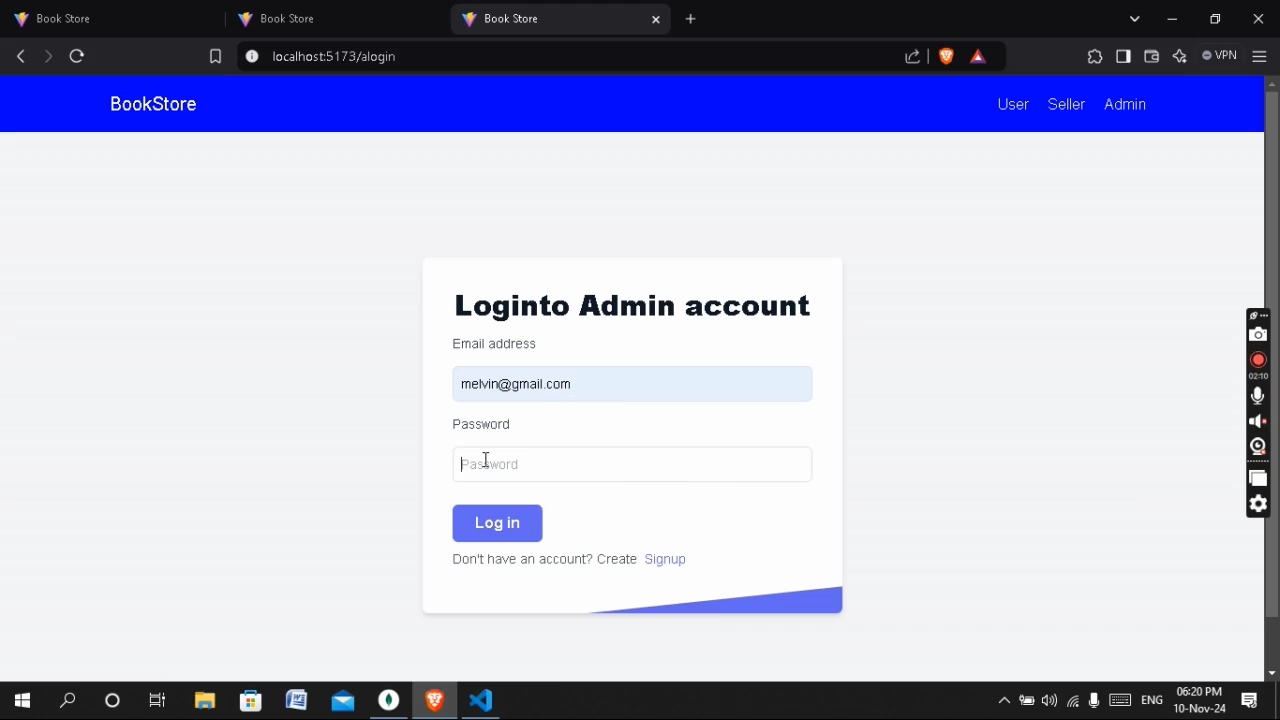 Book Store
Book Store
Book Store
localhost:5173/alogin
VPN
BookStore
User
Seller
Admin
Loginto Admin account
Email address
melvin@gmail.com
Password
Password
Log in
Don't have an account? Create Signup
02:10
ENG
06:20 PM
10-Nov-24